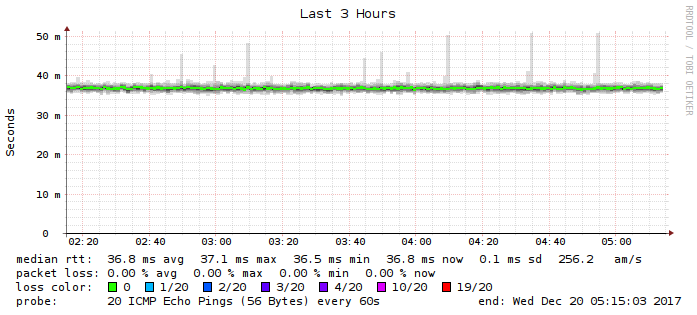 Last 3 Hours
RRDTOOL / TOBI OETIKER
Seconds
50 m
40 m
30 m
20 m
10 m
0
02:20 02:40 03:00 03:20 03:40 04:00 04:20 04:40 05:00
median rtt: 36.8 ms avg 37.1 ms max 36.5 ms min 36.8 ms now 0.1 ms sd 256.2 am/s
packet loss: 0.00 % avg 0.00 % max 0.00 % min 0.00 % now
loss color: 0 1/20 2/20 3/20 4/20 10/20 19/20
probe: 20 ICMP Echo Pings (56 Bytes) every 60s end: Wed Dec 20 05:15:03 2017